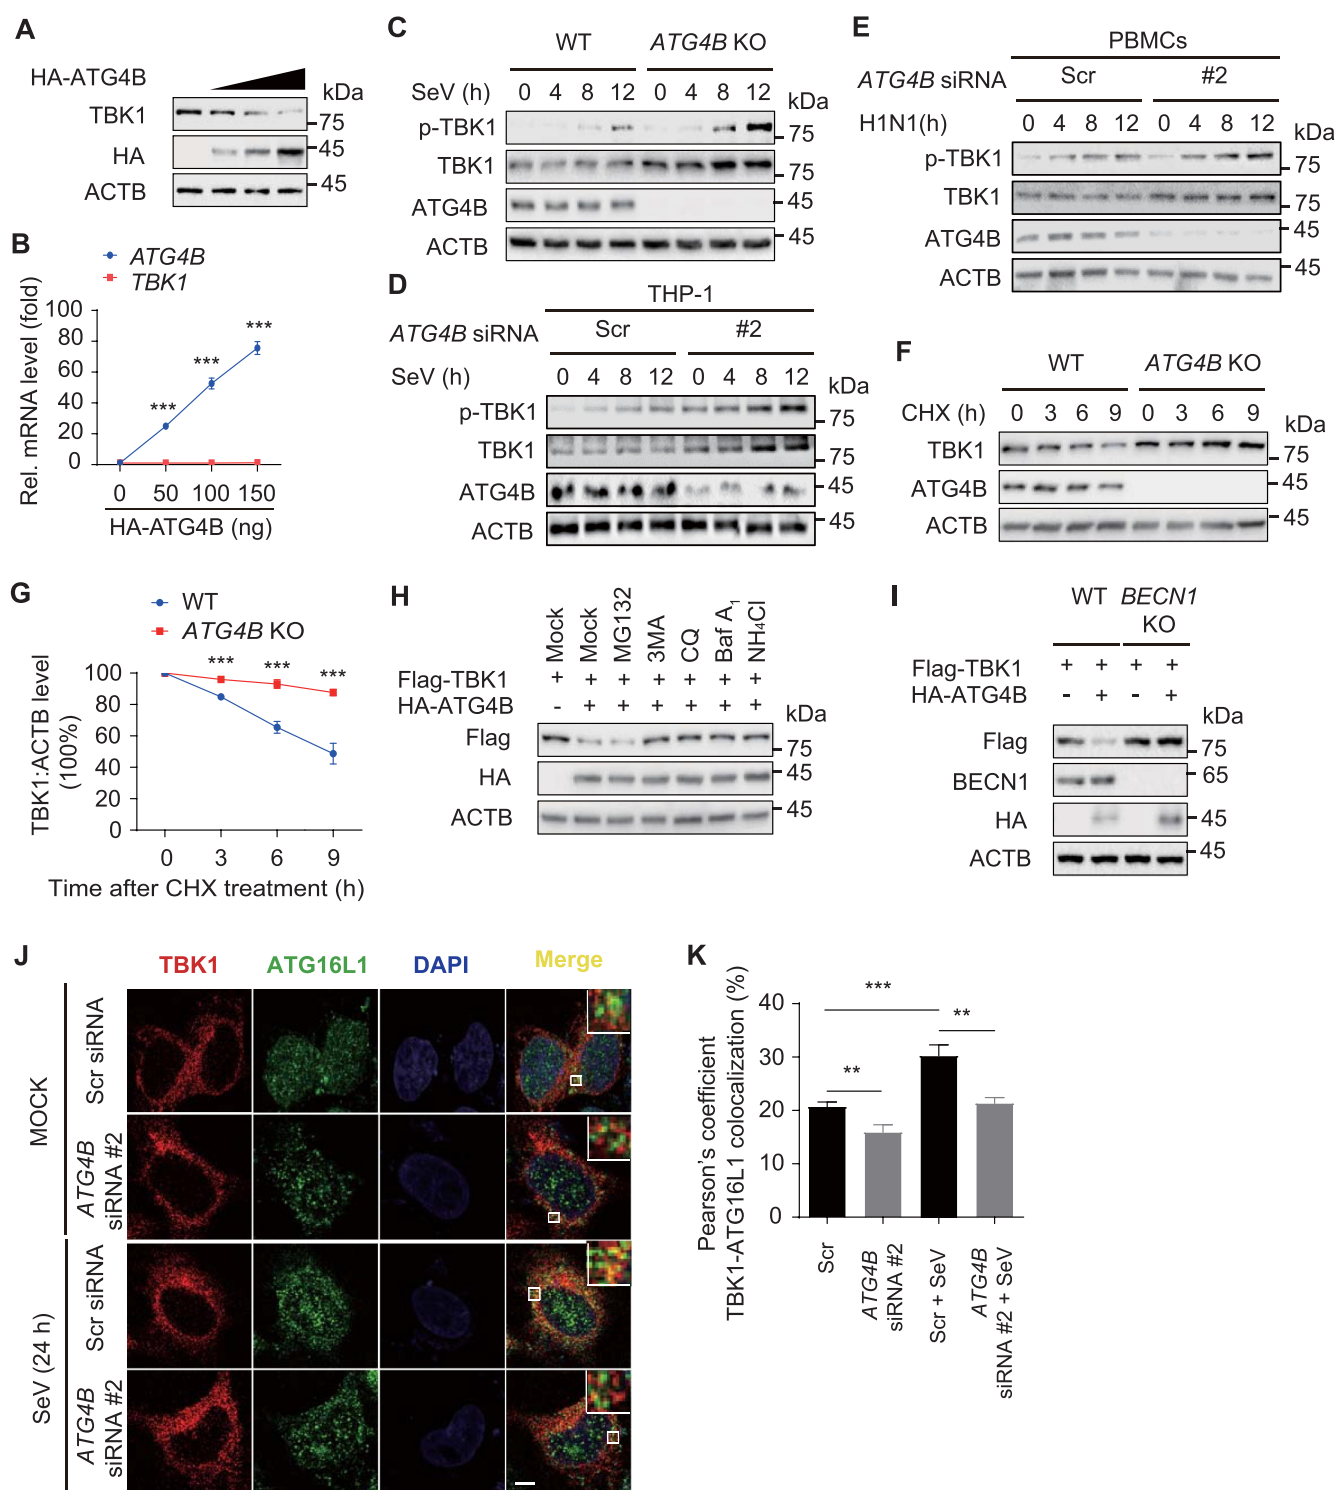 A
HA-ATG4B
kDa
TBK1
75
HA
45
ACTB
45
B
ATG4B
TBK1
Rel. mRNA level (fold)
100
80
60
40
20
0
***
***
***
0 50 100 150
HA-ATG4B (ng)
C
WT ATG4B KO
SeV (h) 0 4 8 12 0 4 8 12 kDa
p-TBK1 75
TBK1 75
ATG4B 45
ACTB 45
D
THP-1
ATG4B siRNA Scr #2
SeV (h) 0 4 8 12 0 4 8 12 kDa
p-TBK1 75
TBK1 75
ATG4B 45
ACTB 45
E
PBMCs
ATG4B siRNA Scr #2
H1N1(h) 0 4 8 12 0 4 8 12 kDa
p-TBK1 75
TBK1 75
ATG4B 45
ACTB 45
F
WT ATG4B KO
CHX (h) 0 3 6 9 0 3 6 9 kDa
TBK1 75
ATG4B 45
ACTB 45
G
WT
ATG4B KO
TBK1:ACTB level
(100%)
100
80
60
40
20
0
*** *** ***
0 3 6 9
Time after CHX treatment (h)
H
Mock Mock MG132 3MA CQ Baf A1 NH4Cl
Flag-TBK1 + + + + + + +
HA-ATG4B - + + + + + +
kDa
Flag 75
HA 45
ACTB 45
I
WT BECN1
KO
Flag-TBK1 + + + +
HA-ATG4B - + - +
kDa
Flag 75
BECN1 65
HA 45
ACTB 45
J
TBK1 ATG16L1 DAPI Merge
MOCK
Scr siRNA
ATG4B
siRNA #2
SeV (24 h)
Scr siRNA
ATG4B
siRNA #2
K
Pearson's coefficient
TBK1-ATG16L1 colocalization (%)
40
30
20
10
0
***
**
**
Scr
ATG4B
siRNA #2
Scr + SeV
ATG4B
siRNA #2 + SeV